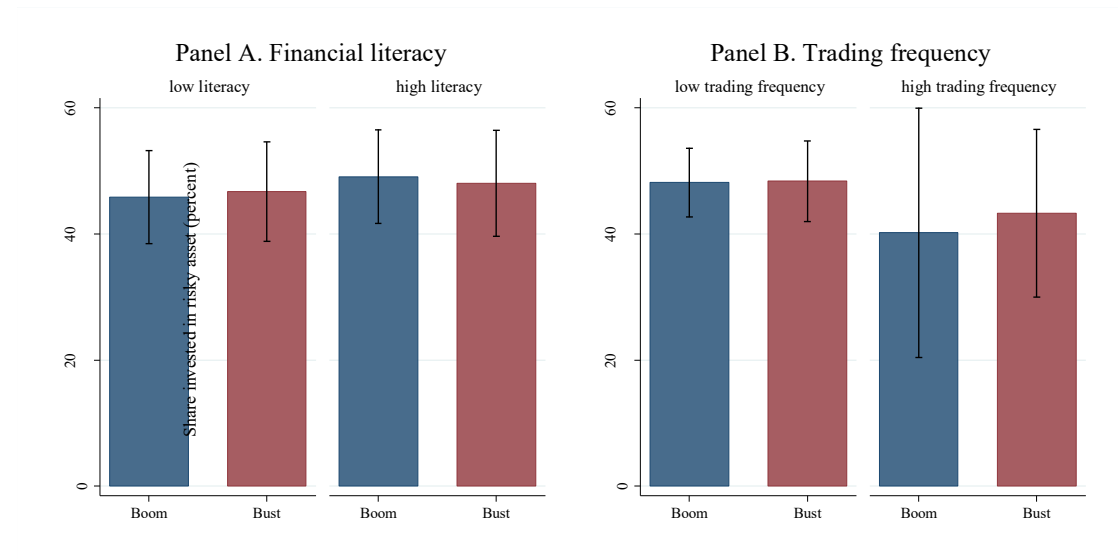 Panel A. Financial literacy
low literacy
high literacy
Share invested in risky asset (percent)
60
40
20
0
Boom
Bust
Boom
Bust
Panel B. Trading frequency
low trading frequency
high trading frequency
60
40
20
0
Boom
Bust
Boom
Bust